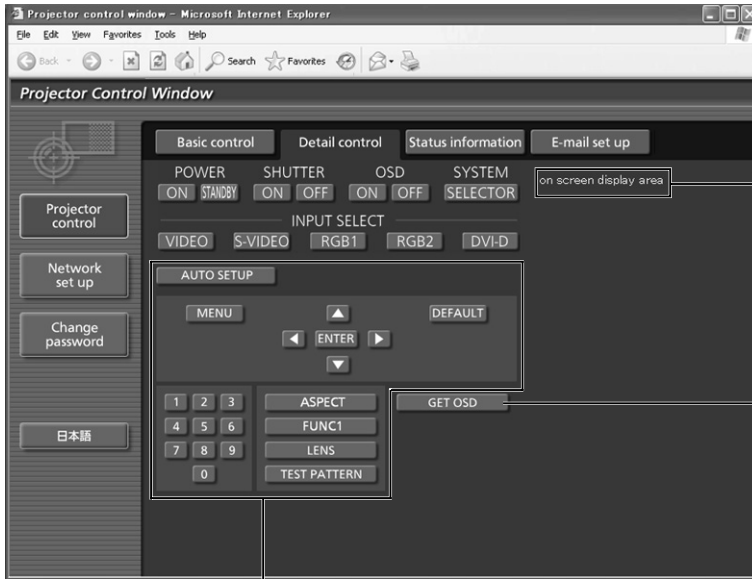 Projector control window - Microsoft Internet Explorer
File Edit View Favorites Tools Help
Back Search Favorites
Projector Control Window
Basic control Detail control Status information E-mail set up
POWER SHUTTER OSD SYSTEM
ON STANDBY ON OFF ON OFF SELECTOR
on screen display area
INPUT SELECT
VIDEO S-VIDEO RGB1 RGB2 DVI-D
Projector
control
Network
set up
Change
password
日本語
AUTO SETUP
MENU DEFAULT
ENTER
1 2 3
4 5 6
7 8 9
0
ASPECT
FUNC1
LENS
TEST PATTERN
GET OSD